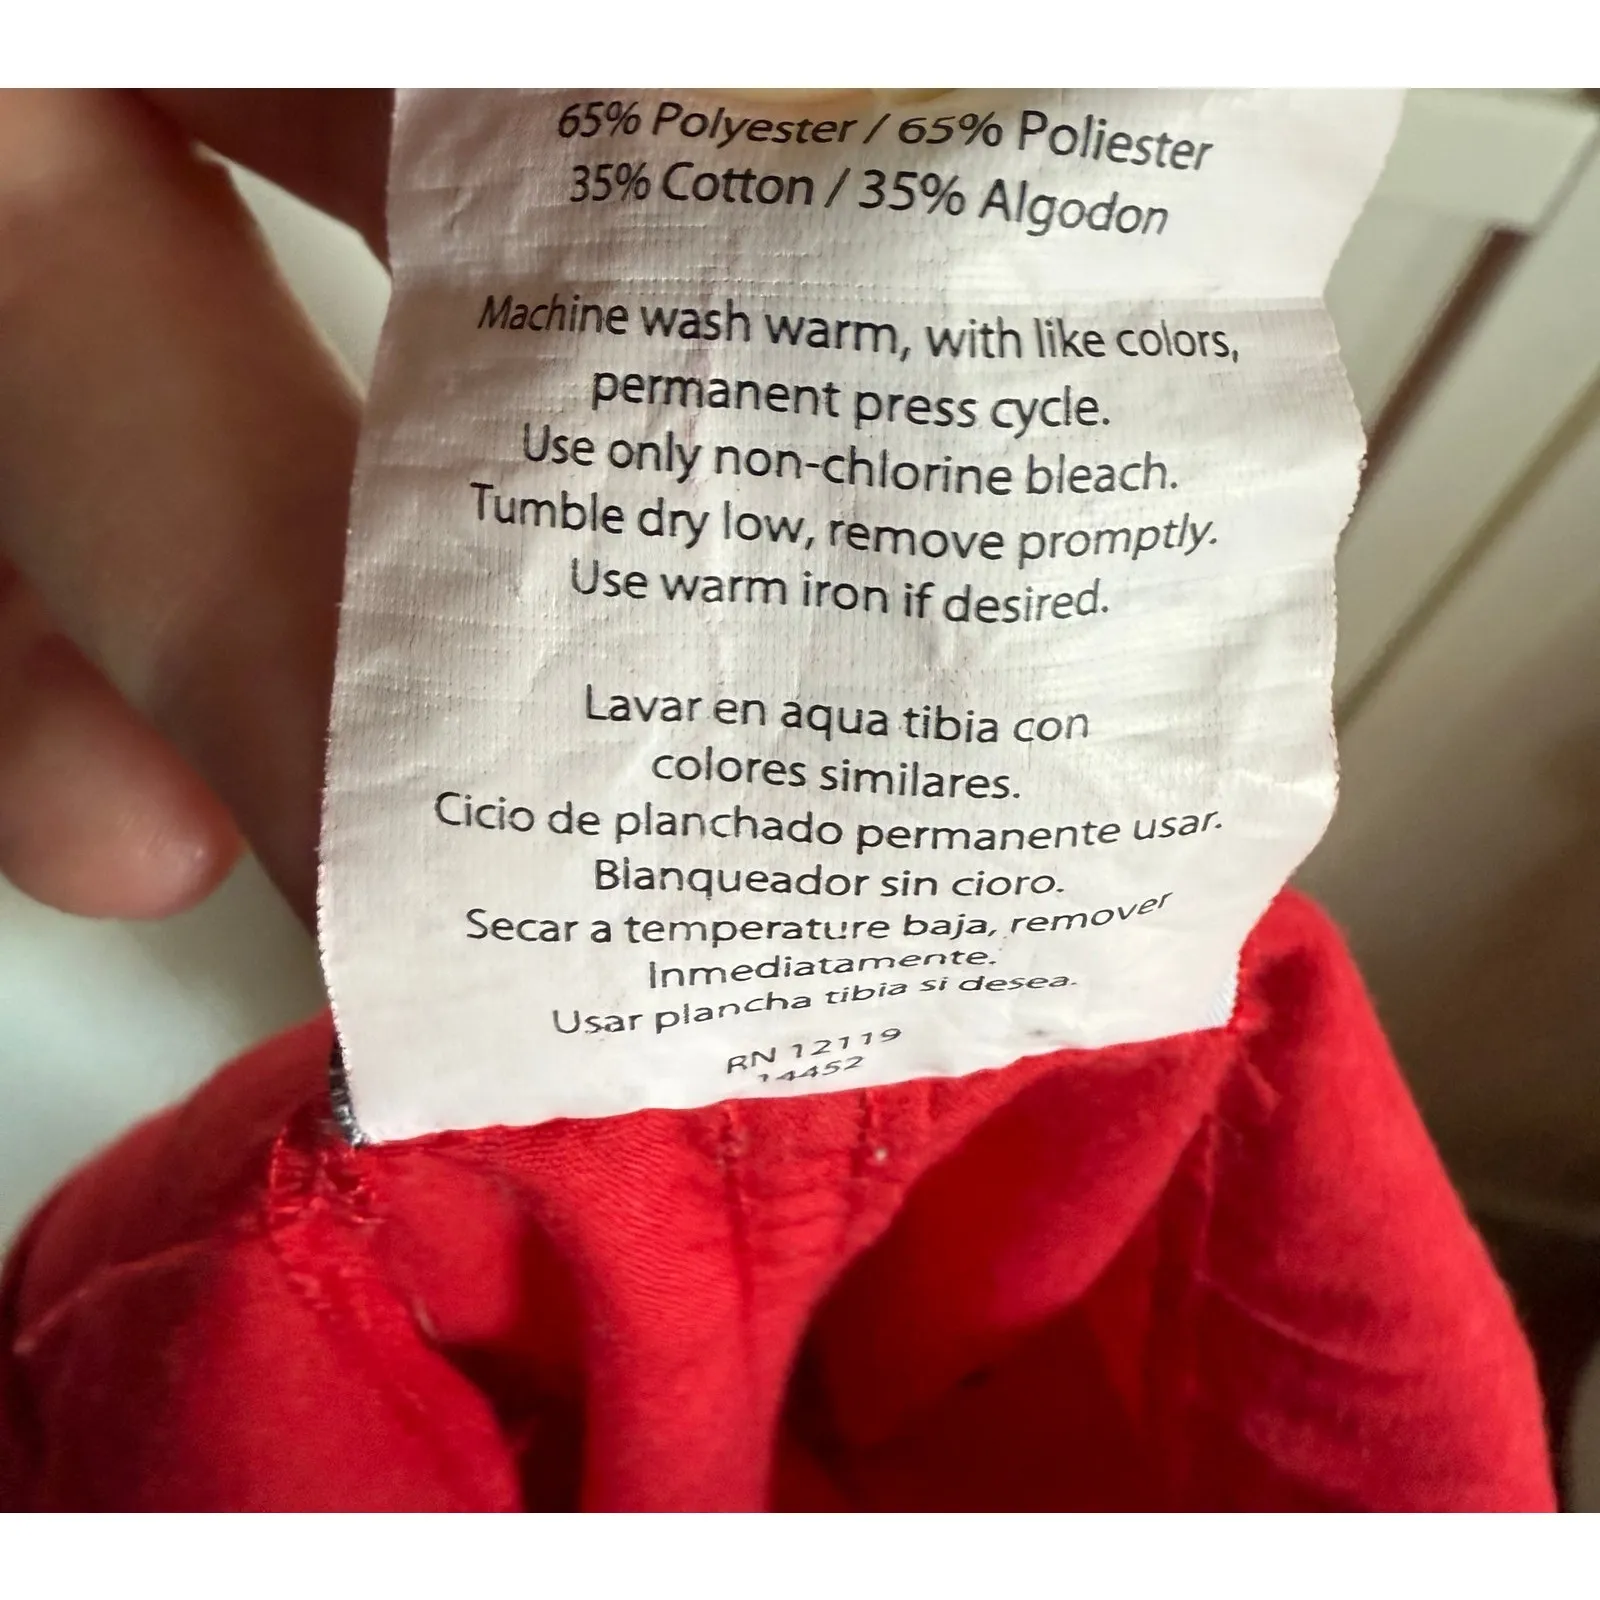 65% Polyester / 65% Poliester
35% Cotton / 35% Algodon
Machine wash warm, with like colors,
permanent press cycle.
Use only non-chlorine bleach.
Tumble dry low, remove promptly.
Use warm iron if desired.
Lavar en aqua tibia con
colores similares.
Cicio de planchado permanente usar.
Bianqueador sin cioro.
Secar a temperature baja, remover
Inmediatamente.
Usar plancha tibia si desea.
RN 12119
14452